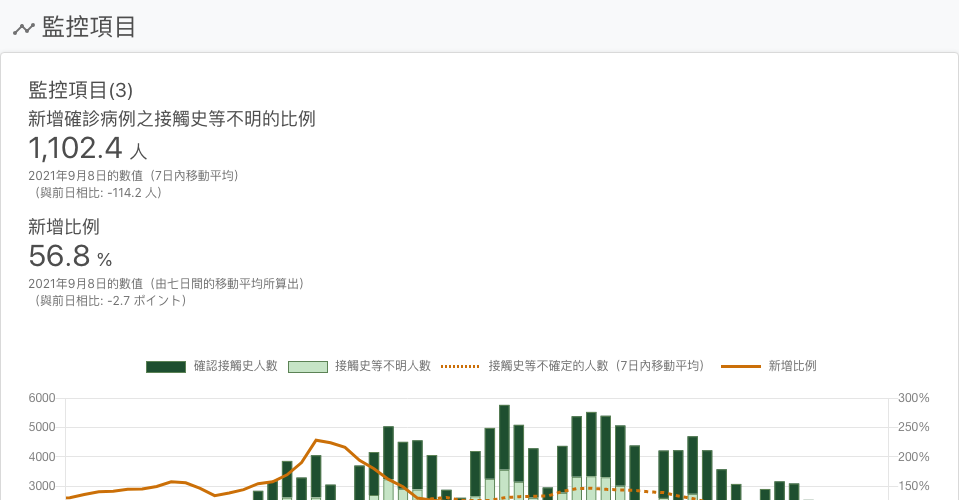 監控項目
監控項目(3)
新增確診病例之接觸史等不明的比例
1,102.4 人
2021年9月8日的數值（7日內移動平均）
（與前日相比: -114.2 人）
新增比例
56.8 %
2021年9月8日的數值（由七日間的移動平均所算出）
（與前日相比: -2.7 ポイント）
確認接觸史人數 接觸史等不明人數 接觸史等不確定的人數（7日內移動平均） 新增比例
6000 300%
5000 250%
4000 200%
3000 150%